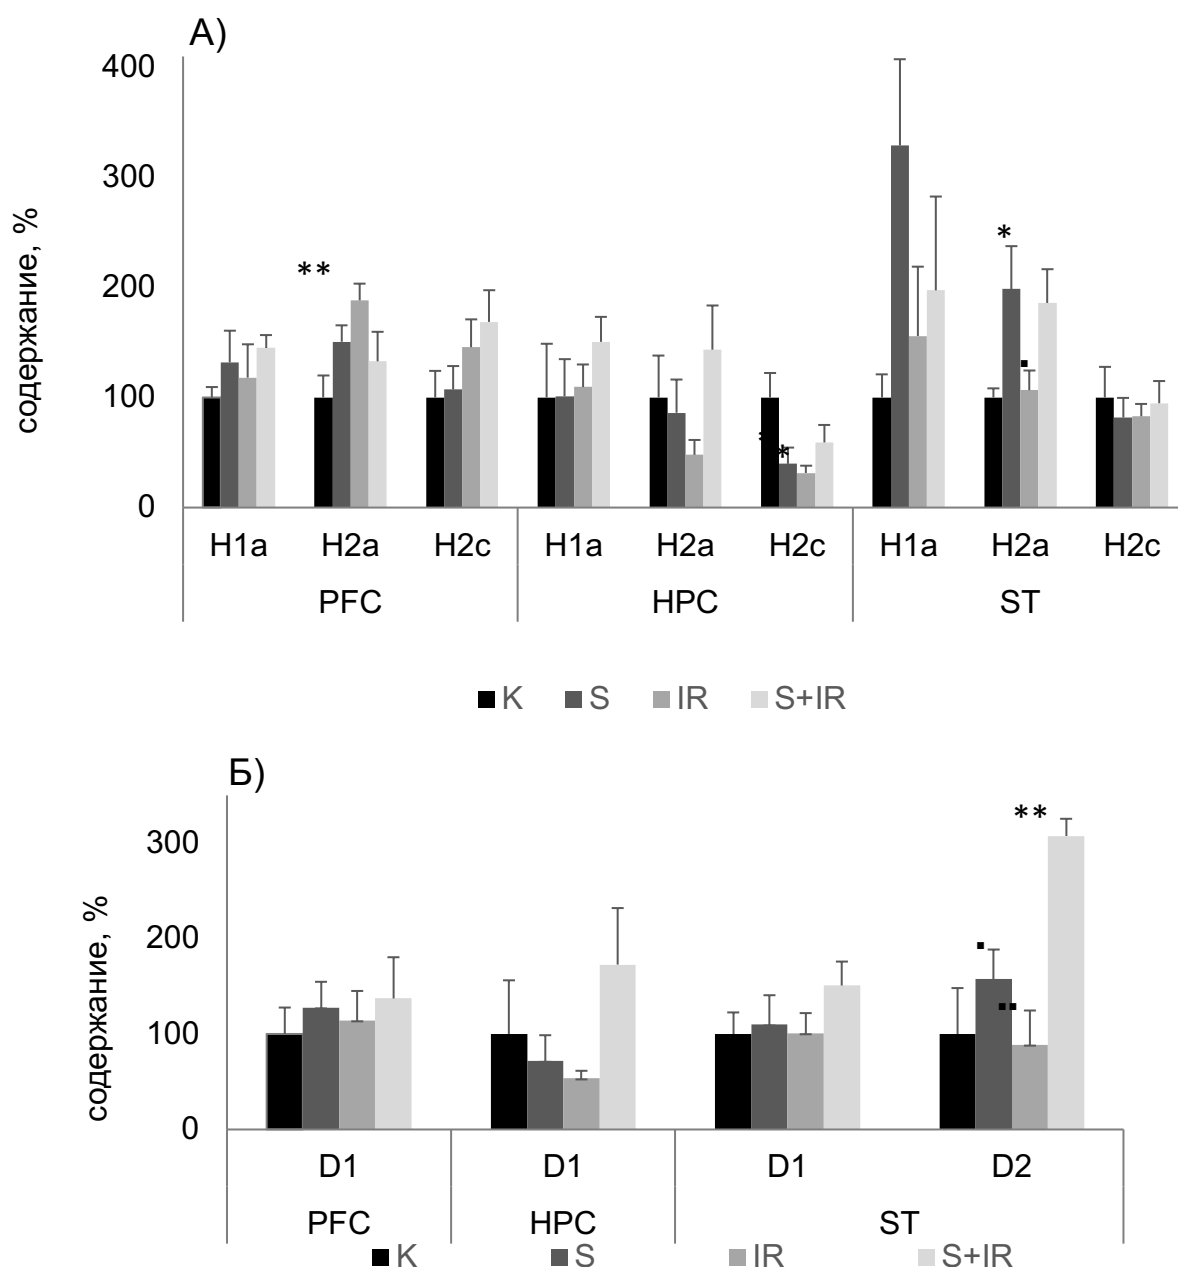 А)
400
300
200
100
0
содержание, %
**
*
*
*
H1a H2a H2c H1a H2a H2c H1a H2a H2c
PFC HPC ST
K S IR S+IR
Б)
300
200
100
0
содержание, %
**
D1 D1 D1 D2
PFC HPC ST
K S IR S+IR